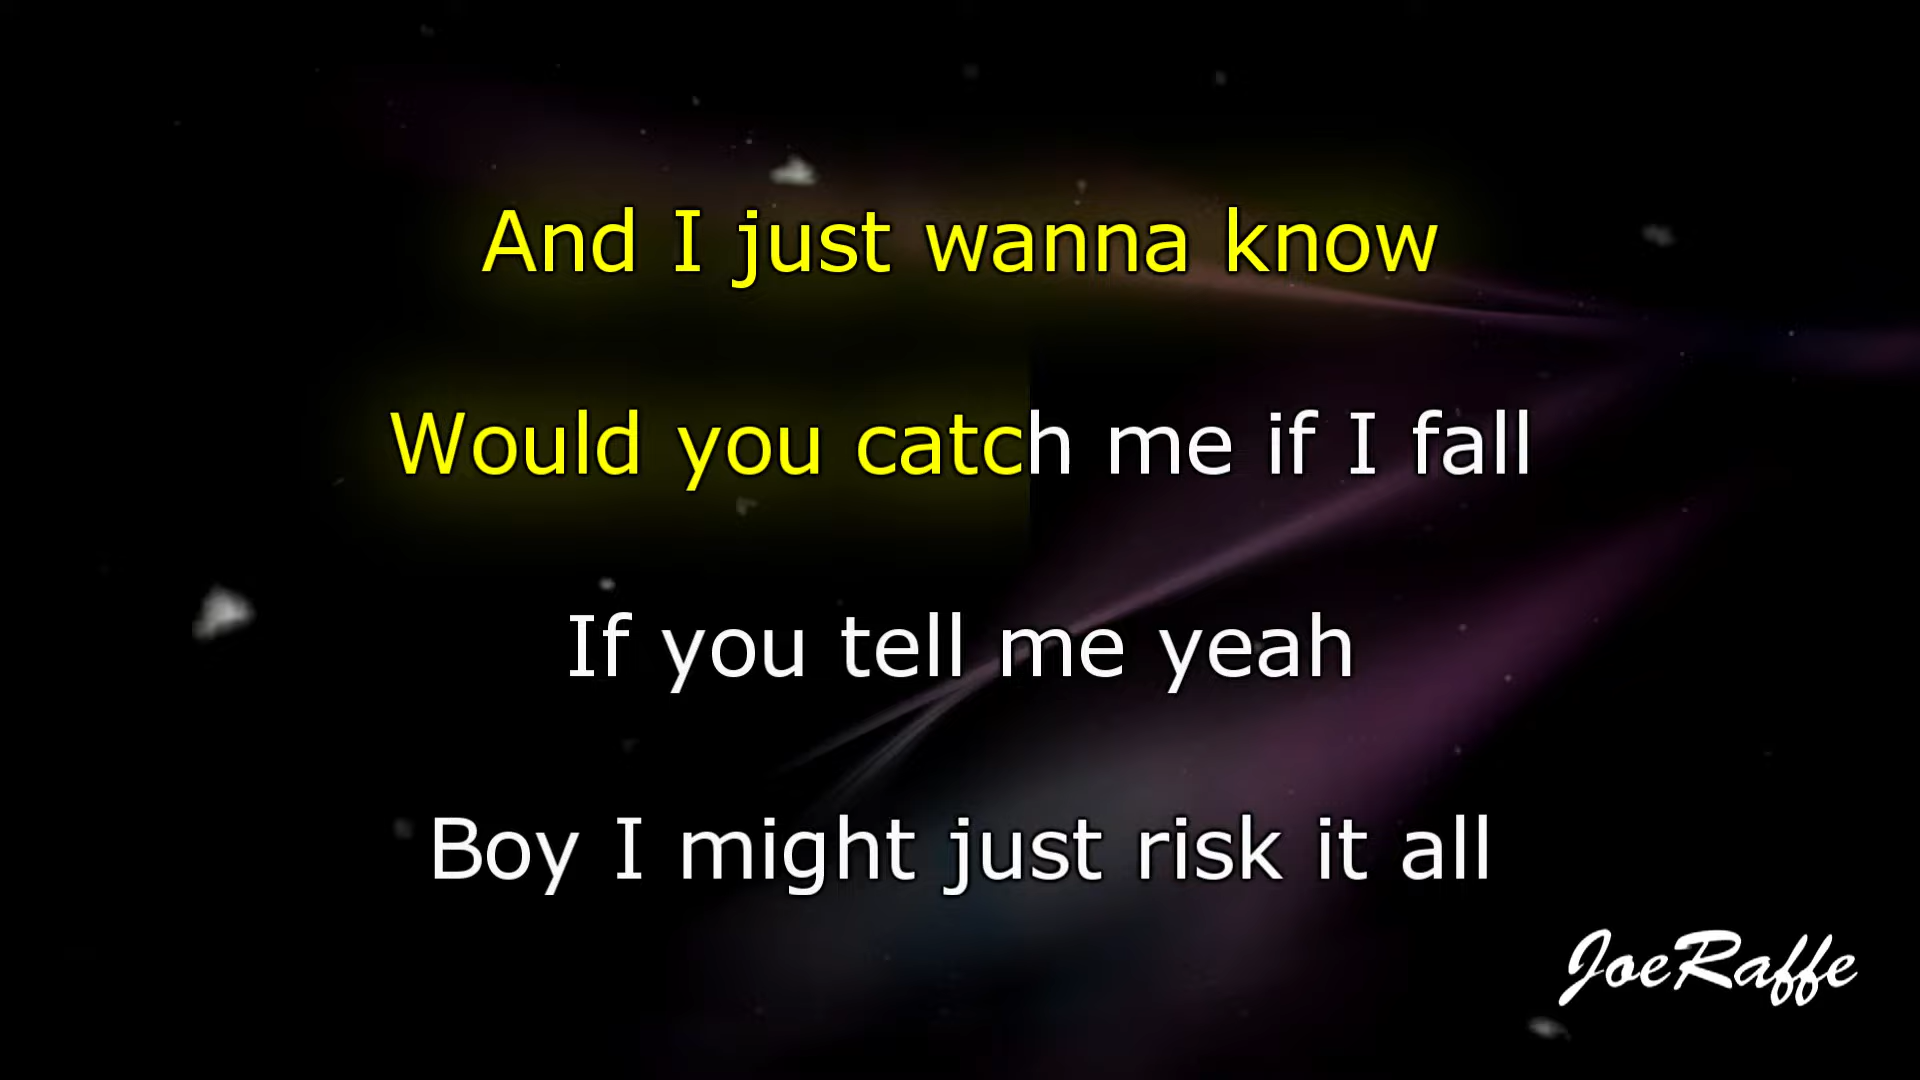 And I just wanna know
Would you catch me if I fall
If you tell me yeah
Boy I might just risk it all
JoeRaffe